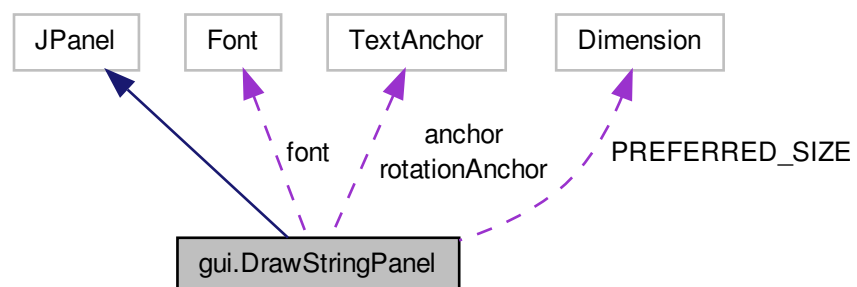 JPanel
Font
TextAnchor
Dimension
font
anchor
rotationAnchor
PREFERRED_SIZE
gui.DrawStringPanel